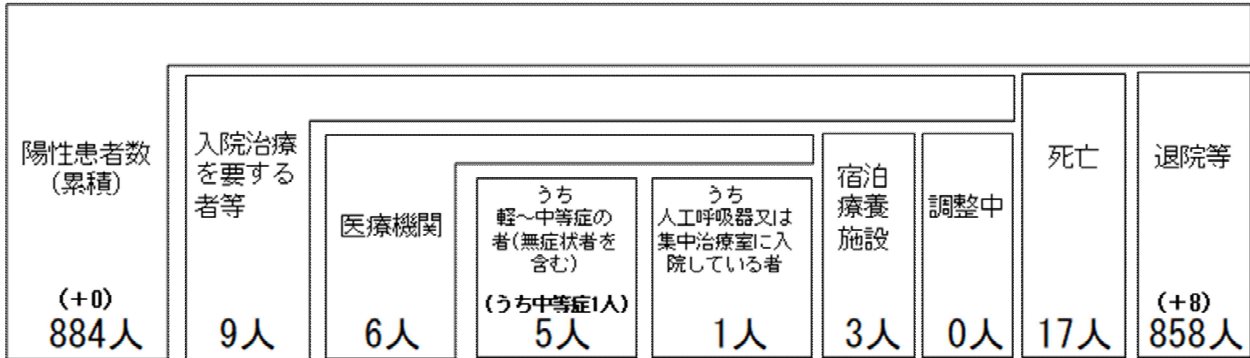 陽性患者数
(累積)
(+0)
884人
入院治療
を要する
者等
9人
医療機関
6人
うち
軽～中等症の
者(無症状者を
含む)
(うち中等症1人)
5人
うち
人工呼吸器又は
集中治療室に入
院している者
1人
宿泊
療養
施設
3人
調整中
0人
死亡
17人
退院等
(+8)
858人